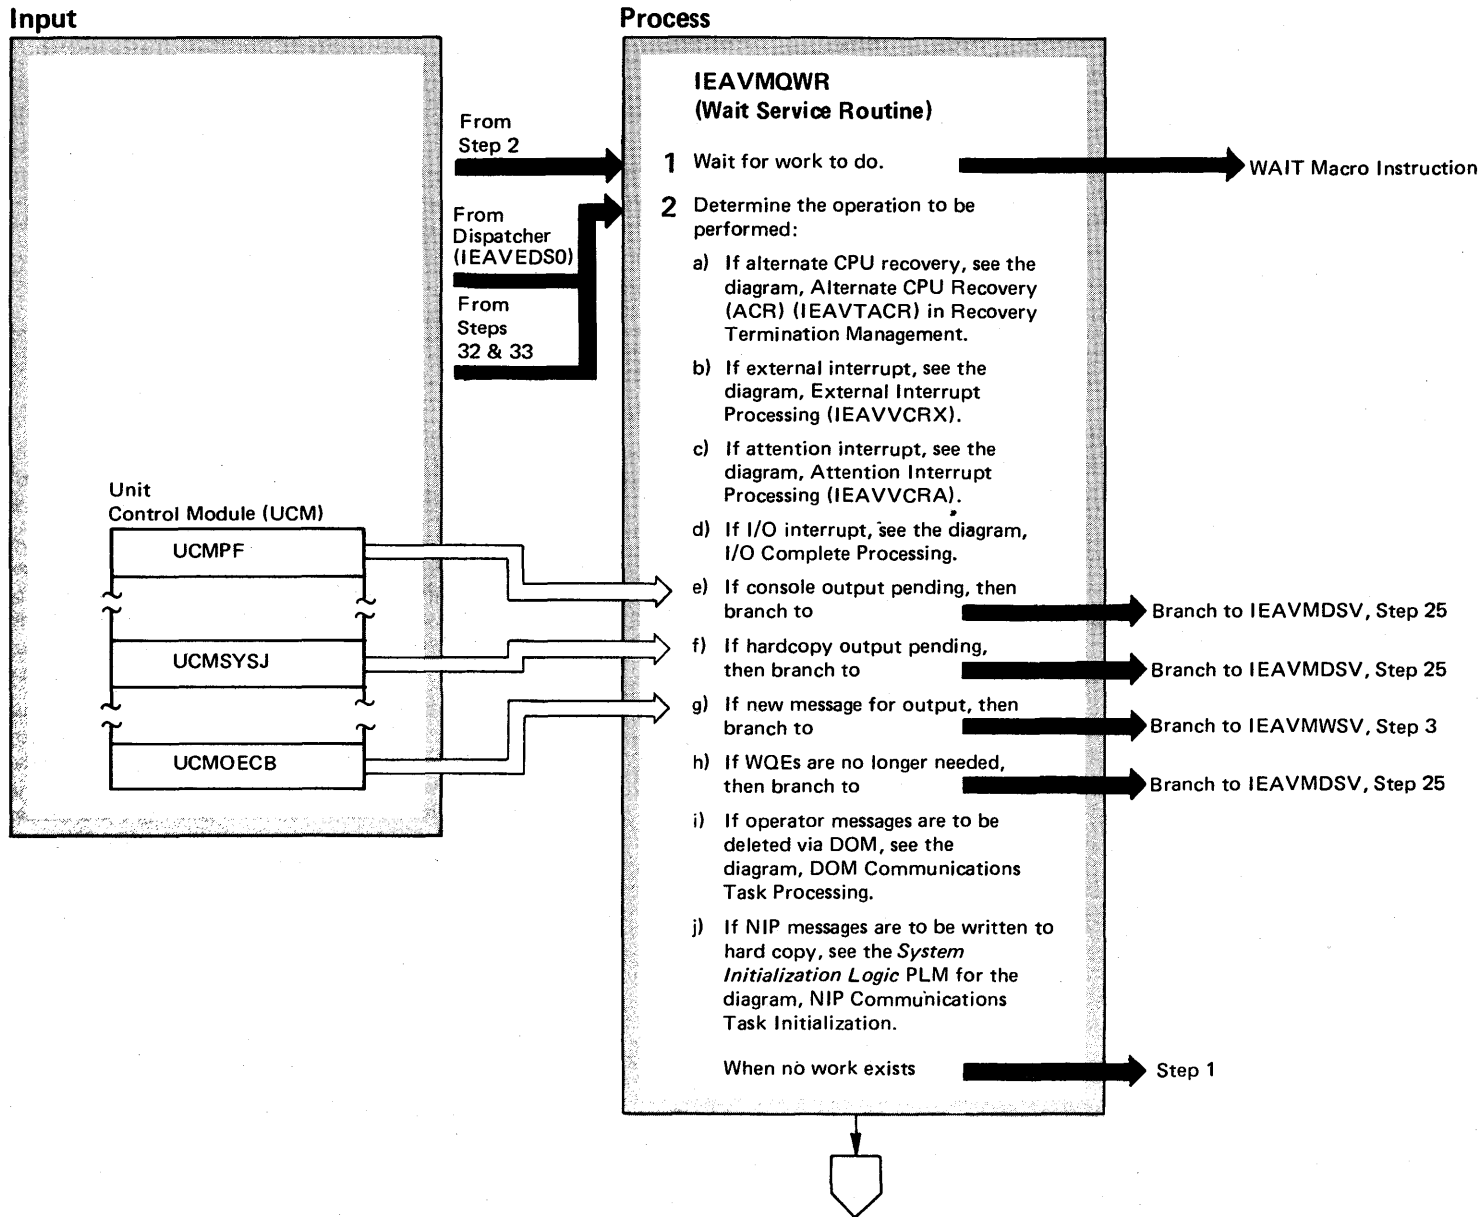 Input
Process
IEAVMQWR
(Wait Service Routine)
From
Step 2
1 Wait for work to do.
WAIT Macro Instruction
From
Dispatcher
(IEAVEDS0)
From
Steps
32 & 33
2 Determine the operation to be
performed:
a) If alternate CPU recovery, see the
diagram, Alternate CPU Recovery
(ACR) (IEAVTACR) in Recovery
Termination Management.
b) If external interrupt, see the
diagram, External Interrupt
Processing (IEAVVCRX).
c) If attention interrupt, see the
diagram, Attention Interrupt
Processing (IEAVVCRA).
d) If I/O interrupt, see the diagram,
I/O Complete Processing.
Unit
Control Module (UCM)
UCMPF
UCMSYSJ
UCMOECB
e) If console output pending, then
branch to
Branch to IEAVMDSV, Step 25
f) If hardcopy output pending,
then branch to
Branch to IEAVMDSV, Step 25
g) If new message for output, then
branch to
Branch to IEAVMWSV, Step 3
h) If WQEs are no longer needed,
then branch to
Branch to IEAVMDSV, Step 25
i) If operator messages are to be
deleted via DOM, see the
diagram, DOM Communications
Task Processing.
j) If NIP messages are to be written to
hard copy, see the System
Initialization Logic PLM for the
diagram, NIP Communications
Task Initialization.
When no work exists
Step 1